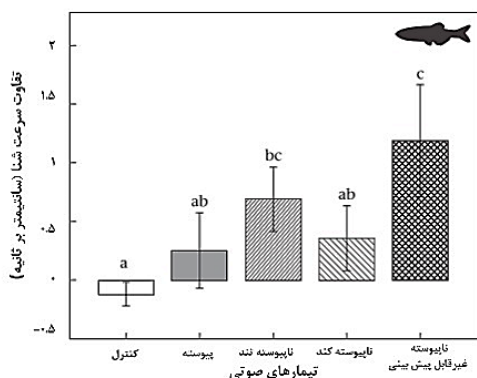 تفاوت سرعت شنا (سانتیمتر بر ثانیه)
۲
۱.۵
۱
۰.۵
۰
-۰.۵
a
ab
bc
ab
c
کنترل
پیوسته
ناپیوسته تند
ناپیوسته کند
ناپیوسته
غیرقابل پیش بینی
تیمارهای صوتی